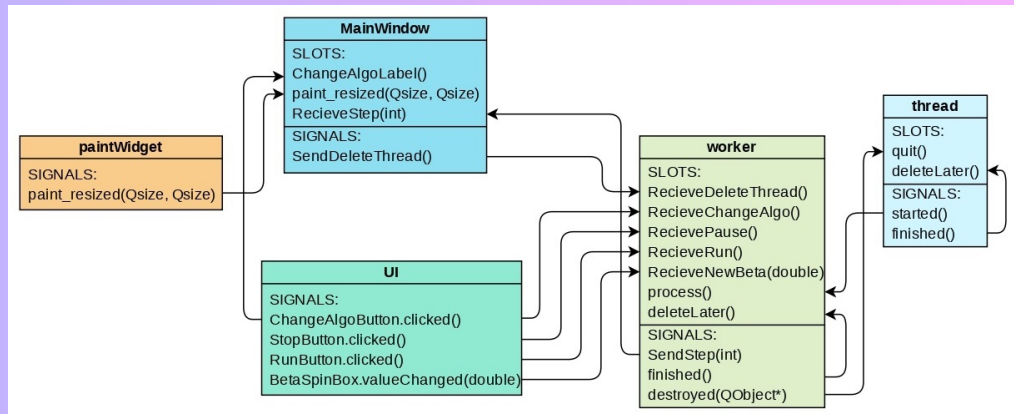 MainWindow
SLOTS:
ChangeAlgoLabel()
paint_resized(Qsize, Qsize)
RecieveStep(int)
SIGNALS:
SendDeleteThread()
paintWidget
SIGNALS:
paint_resized(Qsize, Qsize)
UI
SIGNALS:
ChangeAlgoButton.clicked()
StopButton.clicked()
RunButton.clicked()
BetaSpinBox.valueChanged(double)
worker
SLOTS:
RecieveDeleteThread()
RecieveChangeAlgo()
RecievePause()
RecieveRun()
RecieveNewBeta(double)
process()
deleteLater()
SIGNALS:
SendStep(int)
finished()
destroyed(QObject*)
thread
SLOTS:
quit()
deleteLater()
SIGNALS:
started()
finished()